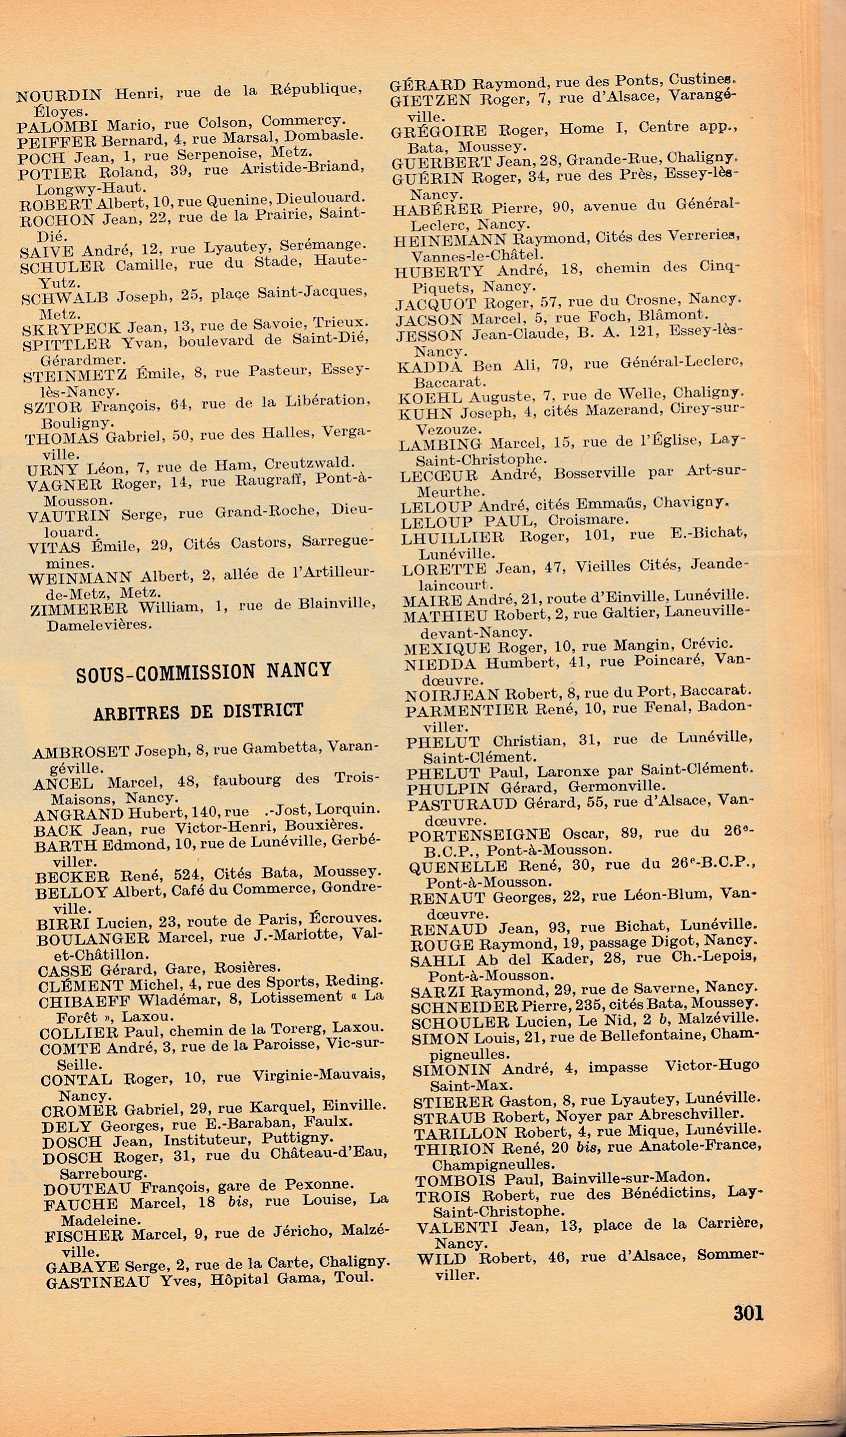 NOURDIN Henri, rue de la République,
Éloyes.
PALOMBI Mario, rue Colson, Commercy.
PEIFFER Bernard, 4, rue Marsal, Dombasle.
POCH Jean, 1, rue Serpenoise, Metz.
POTIER Roland, 39, rue Aristide-Briand,
Longwy-Haut.
ROBERT Albert, 10, rue Quenine, Dieulouard.
ROCHON Jean, 22, rue de la Prairie, Saint-
Dié.
SAIVE André, 12, rue Lyautey, Serémange.
SCHULER Camille, rue du Stade, Haute-
Yutz.
SCHWALB Joseph, 25, place Saint-Jacques,
Metz.
SKRYPECK Jean, 13, rue de Savoie, Trieux.
SPITTLER Yvan, boulevard de Saint-Dié,
Gérardmer.
STEINMETZ Émile, 8, rue Pasteur, Essey-
lès-Nancy.
SZTOR François, 64, rue de la Libération,
Bouligny.
THOMAS Gabriel, 50, rue des Halles, Verga-
ville.
URNY Léon, 7, rue de Ham, Creutzwald.
VAGNER Roger, 14, rue Raugraff, Pont-à-
Mousson.
VAUTRIN Serge, rue Grand-Roche, Dieu-
louard.
VITAS Émile, 29, Cités Castors, Sarregue-
mines.
WEINMANN Albert, 2, allée de l'Artilleur-
de-Metz, Metz.
ZIMMERER William, 1, rue de Blainville,
Damelevières.
SOUS-COMMISSION NANCY
ARBITRES DE DISTRICT
AMBROSET Joseph, 8, rue Gambetta, Varan-
géville.
ANCEL Marcel, 48, faubourg des Trois-
Maisons, Nancy.
ANGRAND Hubert, 140, rue .-Jost, Lorquin.
BACK Jean, rue Victor-Henri, Bouxières.
BARTH Edmond, 10, rue de Lunéville, Gerbé-
viller.
BECKER René, 524, Cités Bata, Moussey.
BELLOY Albert, Café du Commerce, Gondre-
ville.
BIRRI Lucien, 23, route de Paris, Écrouves.
BOULANGER Marcel, rue J.-Mariotte, Val-
et-Châtillon.
CASSE Gérard, Gare, Rosières.
CLÉMENT Michel, 4, rue des Sports, Reding.
CHIBAEFF Wladémar, 8, Lotissement « La
Forêt », Laxou.
COLLIER Paul, chemin de la Torerg, Laxou.
COMTE André, 3, rue de la Paroisse, Vic-sur-
Seille.
CONTAL Roger, 10, rue Virginie-Mauvais,
Nancy.
CROMER Gabriel, 29, rue Karquel, Einville.
DELY Georges, rue E.-Baraban, Faulx.
DOSCH Jean, Instituteur, Puttigny.
DOSCH Roger, 31, rue du Château-d'Eau,
Sarrebourg.
DOUTEAU François, gare de Pexonne.
FAUCHE Marcel, 18 bis, rue Louise, La
Madeleine.
FISCHER Marcel, 9, rue de Jéricho, Malzé-
ville.
GABAYE Serge, 2, rue de la Carte, Chaligny.
GASTINEAU Yves, Hôpital Gama, Toul.
GÉRARD Raymond, rue des Ponts, Custines.
GIETZEN Roger, 7, rue d'Alsace, Varangé-
ville.
GRÉGOIRE Roger, Home I, Centre app.,
Bata, Moussey.
GUERBERT Jean, 28, Grande-Rue, Chaligny.
GUÉRIN Roger, 34, rue des Près, Essey-lès-
Nancy.
HABÉRER Pierre, 90, avenue du Général-
Leclerc, Nancy.
HEINEMANN Raymond, Cités des Verreries,
Vannes-le-Châtel.
HUBERTY André, 18, chemin des Cinq-
Piquets, Nancy.
JACQUOT Roger, 57, rue du Crosne, Nancy.
JACSON Marcel, 5, rue Foch, Blâmont.
JESSON Jean-Claude, B. A. 121, Essey-lès-
Nancy.
KADDA Ben Ali, 79, rue Général-Leclerc,
Baccarat.
KOEHL Auguste, 7, rue de Welle, Chaligny.
KUHN Joseph, 4, cités Mazerand, Cirey-sur-
Vezouze.
LAMBING Marcel, 15, rue de l'Église, Lay-
Saint-Christophe.
LECŒUR André, Bosserville par Art-sur-
Meurthe.
LELOUP André, cités Emmaüs, Chavigny.
LELOUP PAUL, Croismare.
LHUILLIER Roger, 101, rue E.-Bichat,
Lunéville.
LORETTE Jean, 47, Vieilles Cités, Jeande-
laincourt.
MAIRE André, 21, route d'Einville, Lunéville.
MATHIEU Robert, 2, rue Galtier, Laneuville-
devant-Nancy.
MEXIQUE Roger, 10, rue Mangin, Crévic.
NIEDDA Humbert, 41, rue Poincaré, Van-
dœuvre.
NOIRJEAN Robert, 8, rue du Port, Baccarat.
PARMENTIER René, 10, rue Fenal, Badon-
viller.
PHELUT Christian, 31, rue de Lunéville,
Saint-Clément.
PHELUT Paul, Laronxe par Saint-Clément.
PHULPIN Gérard, Germonville.
PASTURAUD Gérard, 55, rue d'Alsace, Van-
dœuvre.
PORTENSEIGNE Oscar, 89, rue du 26e-
B.C.P., Pont-à-Mousson.
QUENELLE René, 30, rue du 26e-B.C.P.,
Pont-à-Mousson.
RENAUT Georges, 22, rue Léon-Blum, Van-
dœuvre.
RENAUD Jean, 93, rue Bichat, Lunéville.
ROUGE Raymond, 19, passage Digot, Nancy.
SAHLI Ab del Kader, 28, rue Ch.-Lepois,
Pont-à-Mousson.
SARZI Raymond, 29, rue de Saverne, Nancy.
SCHNEIDER Pierre, 235, cités Bata, Moussey.
SCHOULER Lucien, Le Nid, 2 b, Malzéville.
SIMON Louis, 21, rue de Bellefontaine, Cham-
pigneulles.
SIMONIN André, 4, impasse Victor-Hugo
Saint-Max.
STIERER Gaston, 8, rue Lyautey, Lunéville.
STRAUB Robert, Noyer par Abreschviller.
TARILLON Robert, 4, rue Mique, Lunéville.
THIRION René, 20 bis, rue Anatole-France,
Champigneulles.
TOMBOIS Paul, Bainville-sur-Madon.
TROIS Robert, rue des Bénédictins, Lay-
Saint-Christophe.
VALENTI Jean, 13, place de la Carrière,
Nancy.
WILD Robert, 46, rue d'Alsace, Sommer-
viller.
301